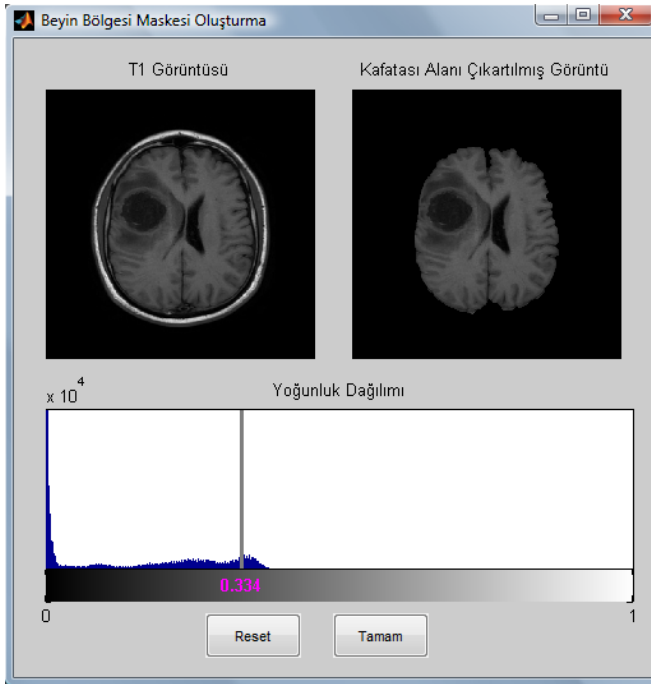 Beyin Bölgesi Maskesi Oluşturma
T1 Görüntüsü
Kafatası Alanı Çıkartılmış Görüntü
x 10^4
Yoğunluk Dağılımı
0.334
0
1
Reset
Tamam